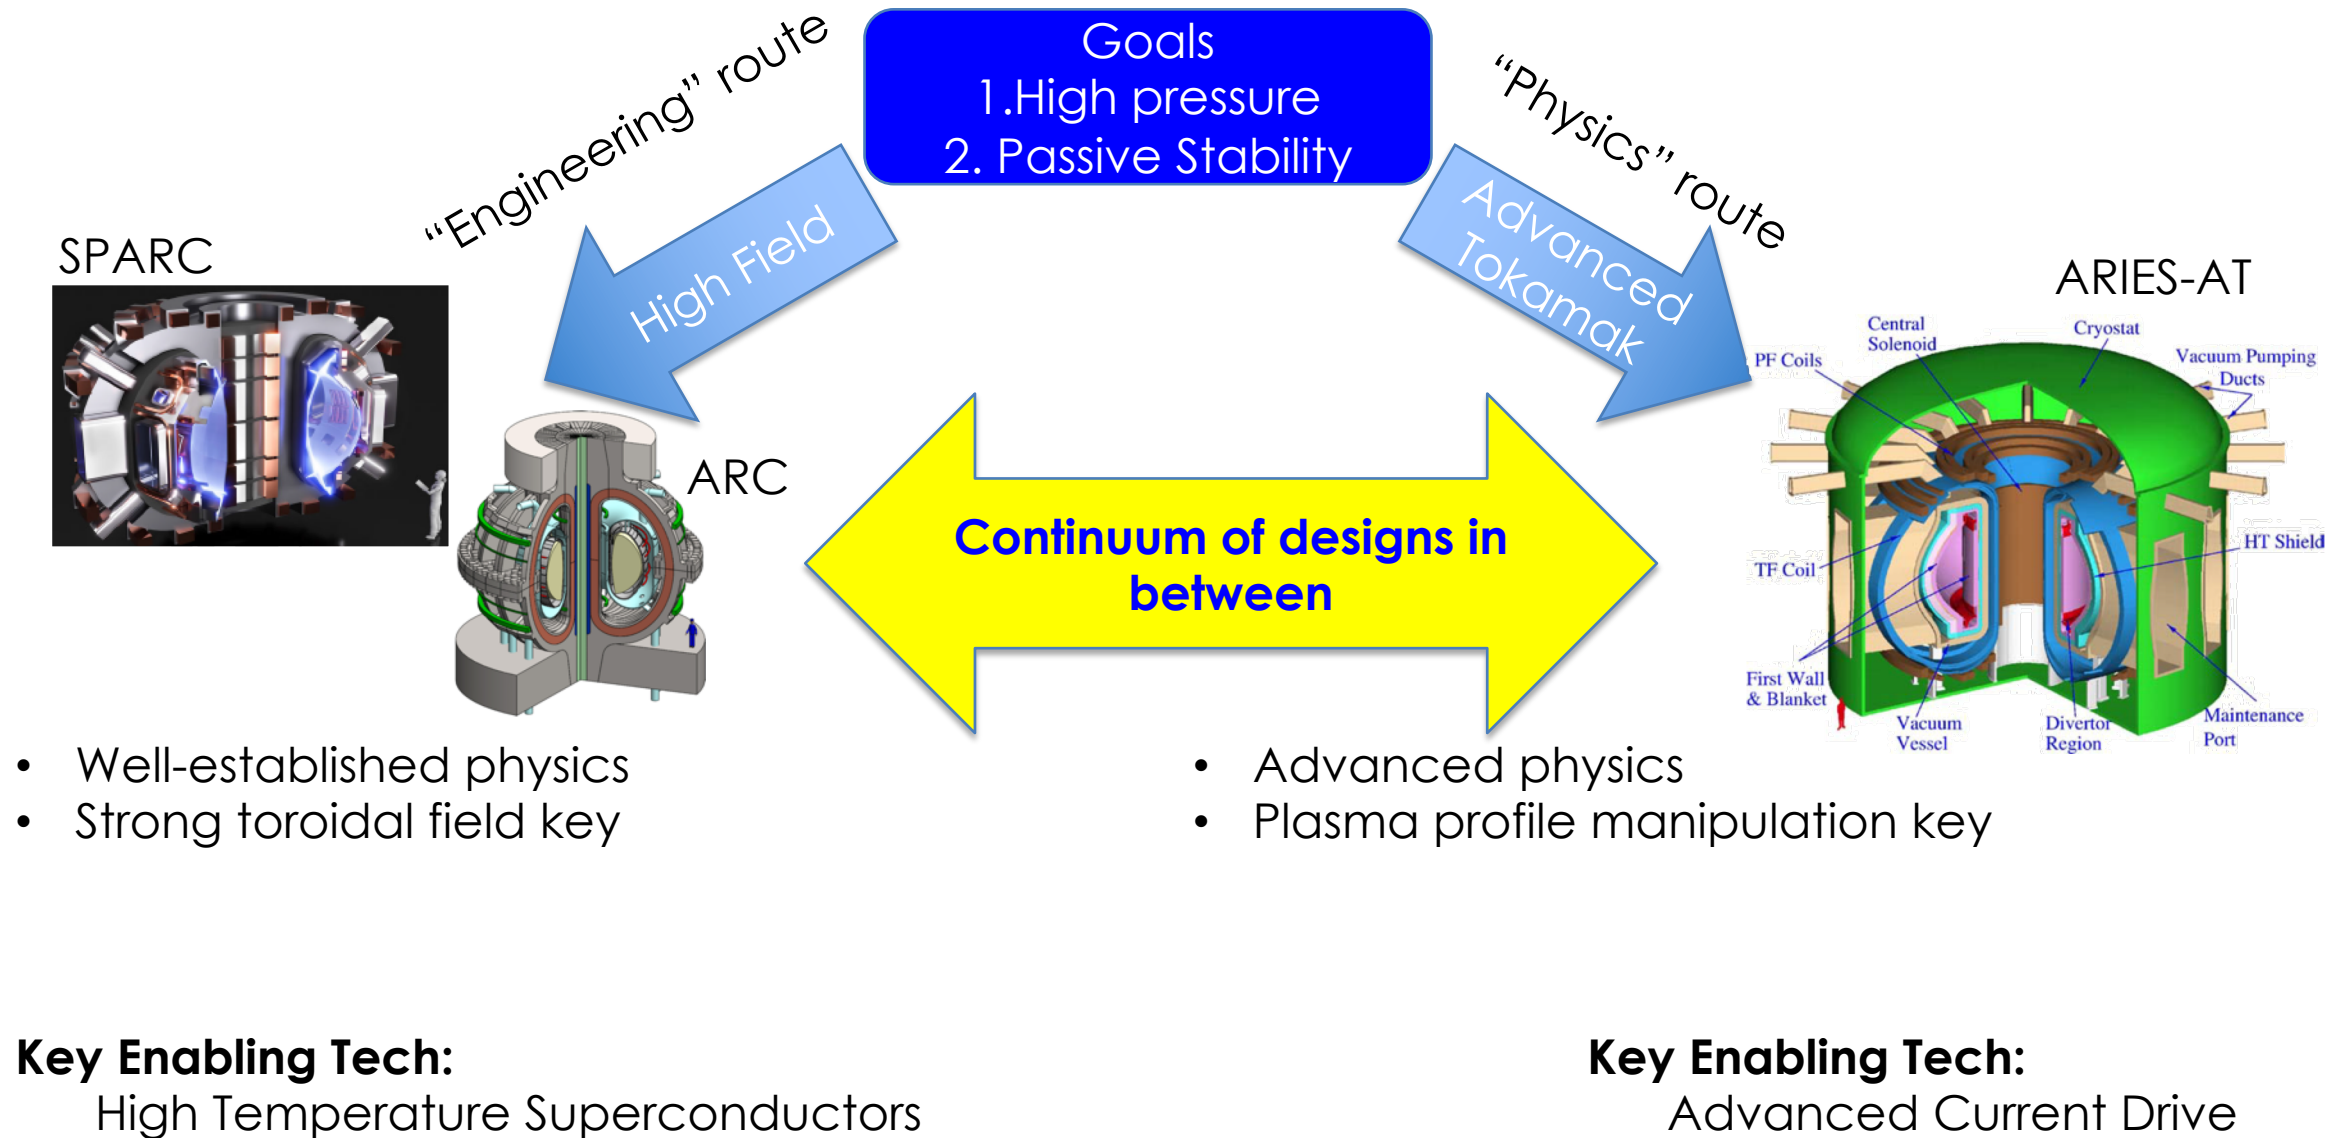 Goals
1.High pressure
2. Passive Stability
“Engineering” route
“Physics” route
High Field
Advanced
Tokamak
SPARC
ARC
ARIES-AT
Central
Solenoid
Cryostat
PF Coils
Vacuum Pumping
Ducts
HT Shield
TF Coil
First Wall
& Blanket
Vacuum
Vessel
Divertor
Region
Maintenance
Port
Continuum of designs in
between
• Well-established physics
• Strong toroidal field key
• Advanced physics
• Plasma profile manipulation key
Key Enabling Tech:
High Temperature Superconductors
Key Enabling Tech:
Advanced Current Drive